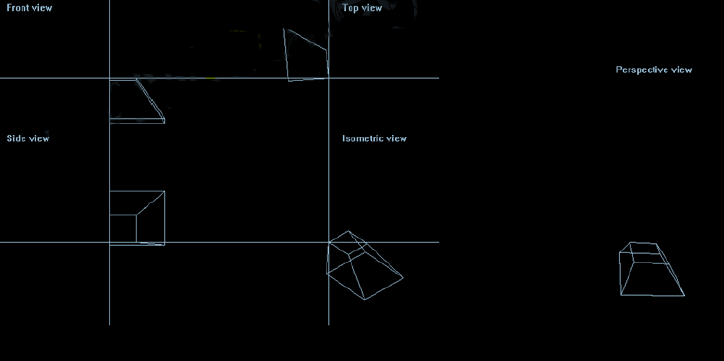 Front view
Top view
Perspective view
Side view
Isometric view